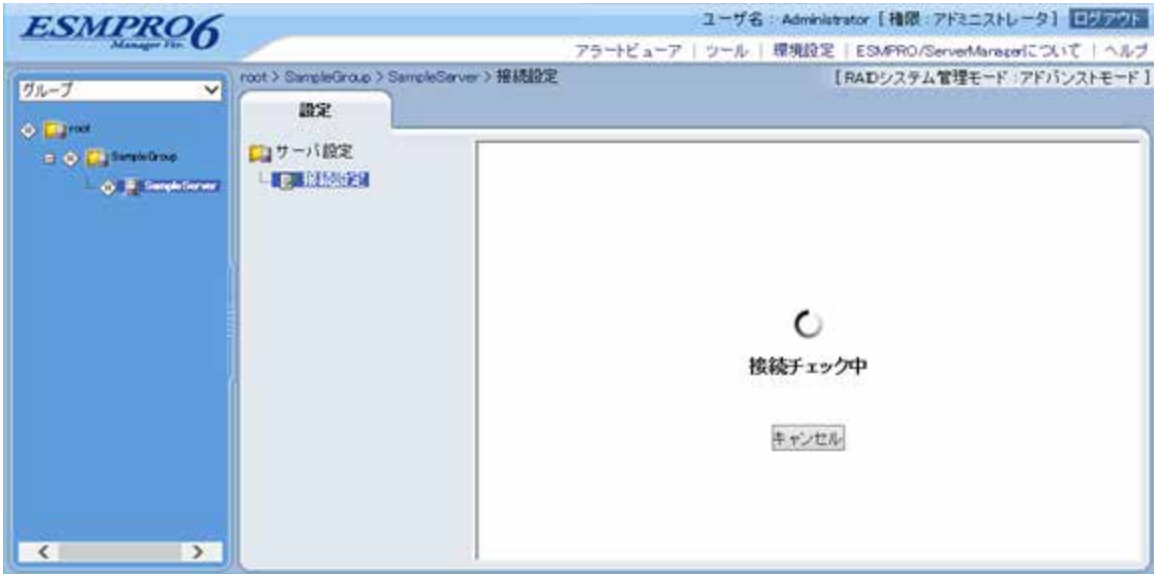 ESMPRO6
Manager Ver.
ユーザ名 : Administrator [ 権限 : アドミニストレータ ] ログアウト
アラートビューア | ツール | 環境設定 | ESMPRO/ServerManagerについて | ヘルプ
グループ
root
SampleGroup
SampleServer
root > SampleGroup > SampleServer > 接続設定
[ RAIDシステム管理モード : アドバンストモード ]
設定
サーバ設定
接続設定
接続チェック中
キャンセル